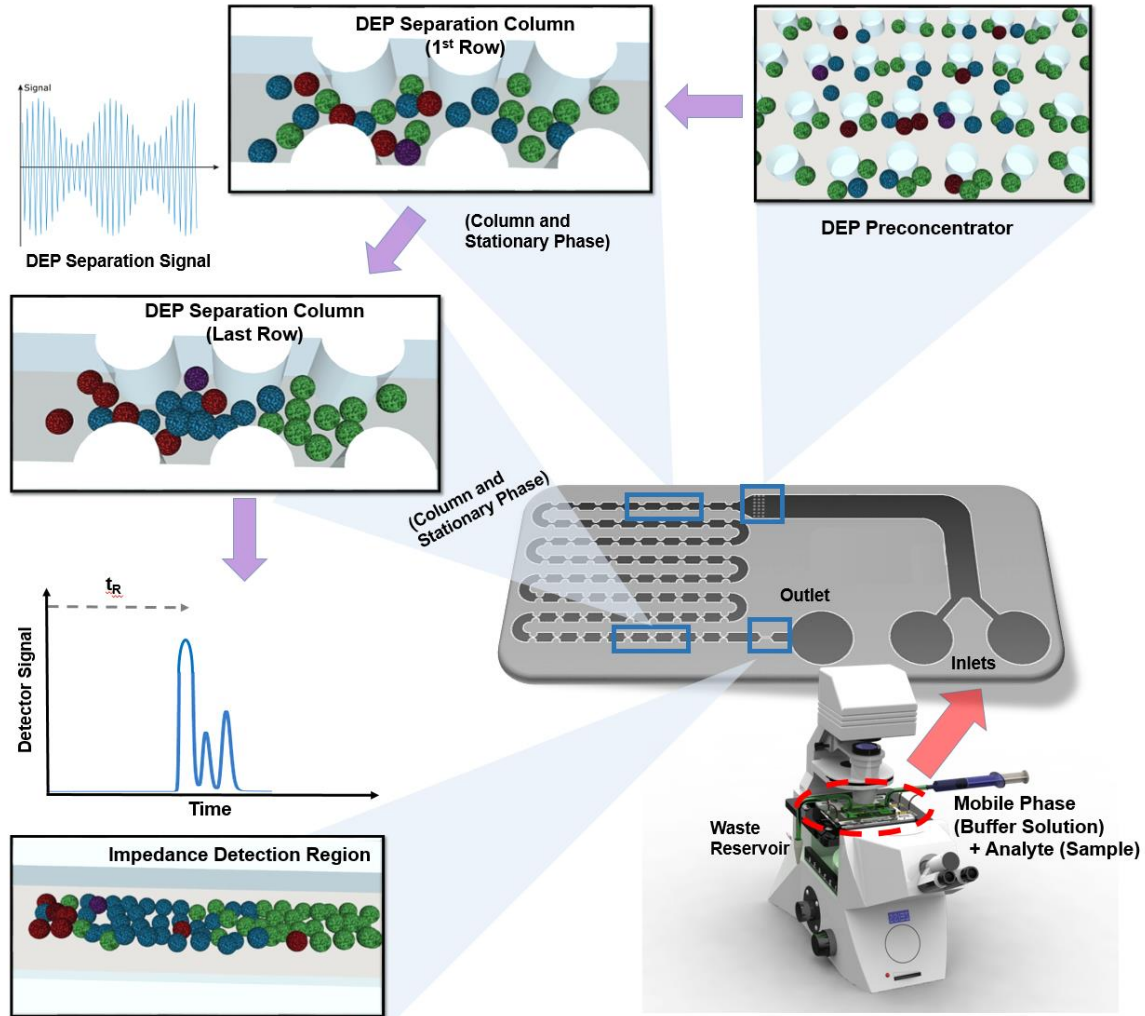 DEP Separation Column
(1st Row)
Signal
DEP Separation Signal
(Column and
Stationary Phase)
DEP Preconcentrator
DEP Separation Column
(Last Row)
(Column and
Stationary Phase)
tR
Detector Signal
Time
Outlet
Inlets
Mobile Phase
(Buffer Solution)
+ Analyte (Sample)
Waste
Reservoir
Impedance Detection Region